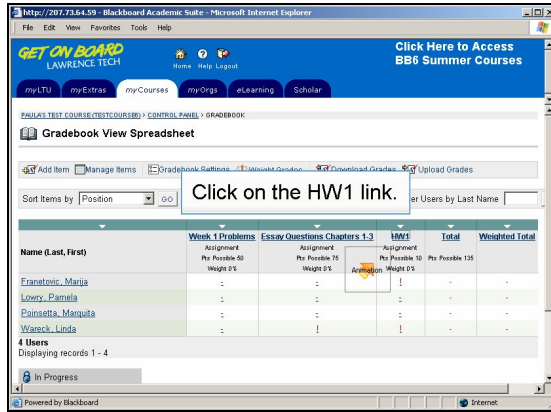 http://207.73.64.59 - Blackboard Academic Suite - Microsoft Internet Explorer
File Edit View Favorites Tools Help
GET ON BOARD
LAWRENCE TECH
Home Help Logout
Click Here to Access
BB6 Summer Courses
myLTU myExtras myCourses myOrgs eLearning Scholar
PAULA'S TEST COURSE (TESTCOURSE6) > CONTROL PANEL > GRADEBOOK
Gradebook View Spreadsheet
Add Item Manage Items Gradebook Settings Weight Grades Download Grades Upload Grades
Sort Items by Position GO
Click on the HW1 link.
er Users by Last Name
Name (Last, First)
Week 1 Problems Essay Questions Chapters 1-3 HW1 Total Weighted Total
Assignment Assignment Assignment
Pts Possible 50 Pts Possible 75 Pts Possible 10 Pts Possible 135
Weight 0% Weight 0% Animation Weight 0%
Franetovic, Marija - - ! - -
Lowry, Pamela - - - - -
Poinsetta, Marquita - - - - -
Wareck, Linda - ! ! - -
4 Users
Displaying records 1 - 4
In Progress
Powered by Blackboard
Internet